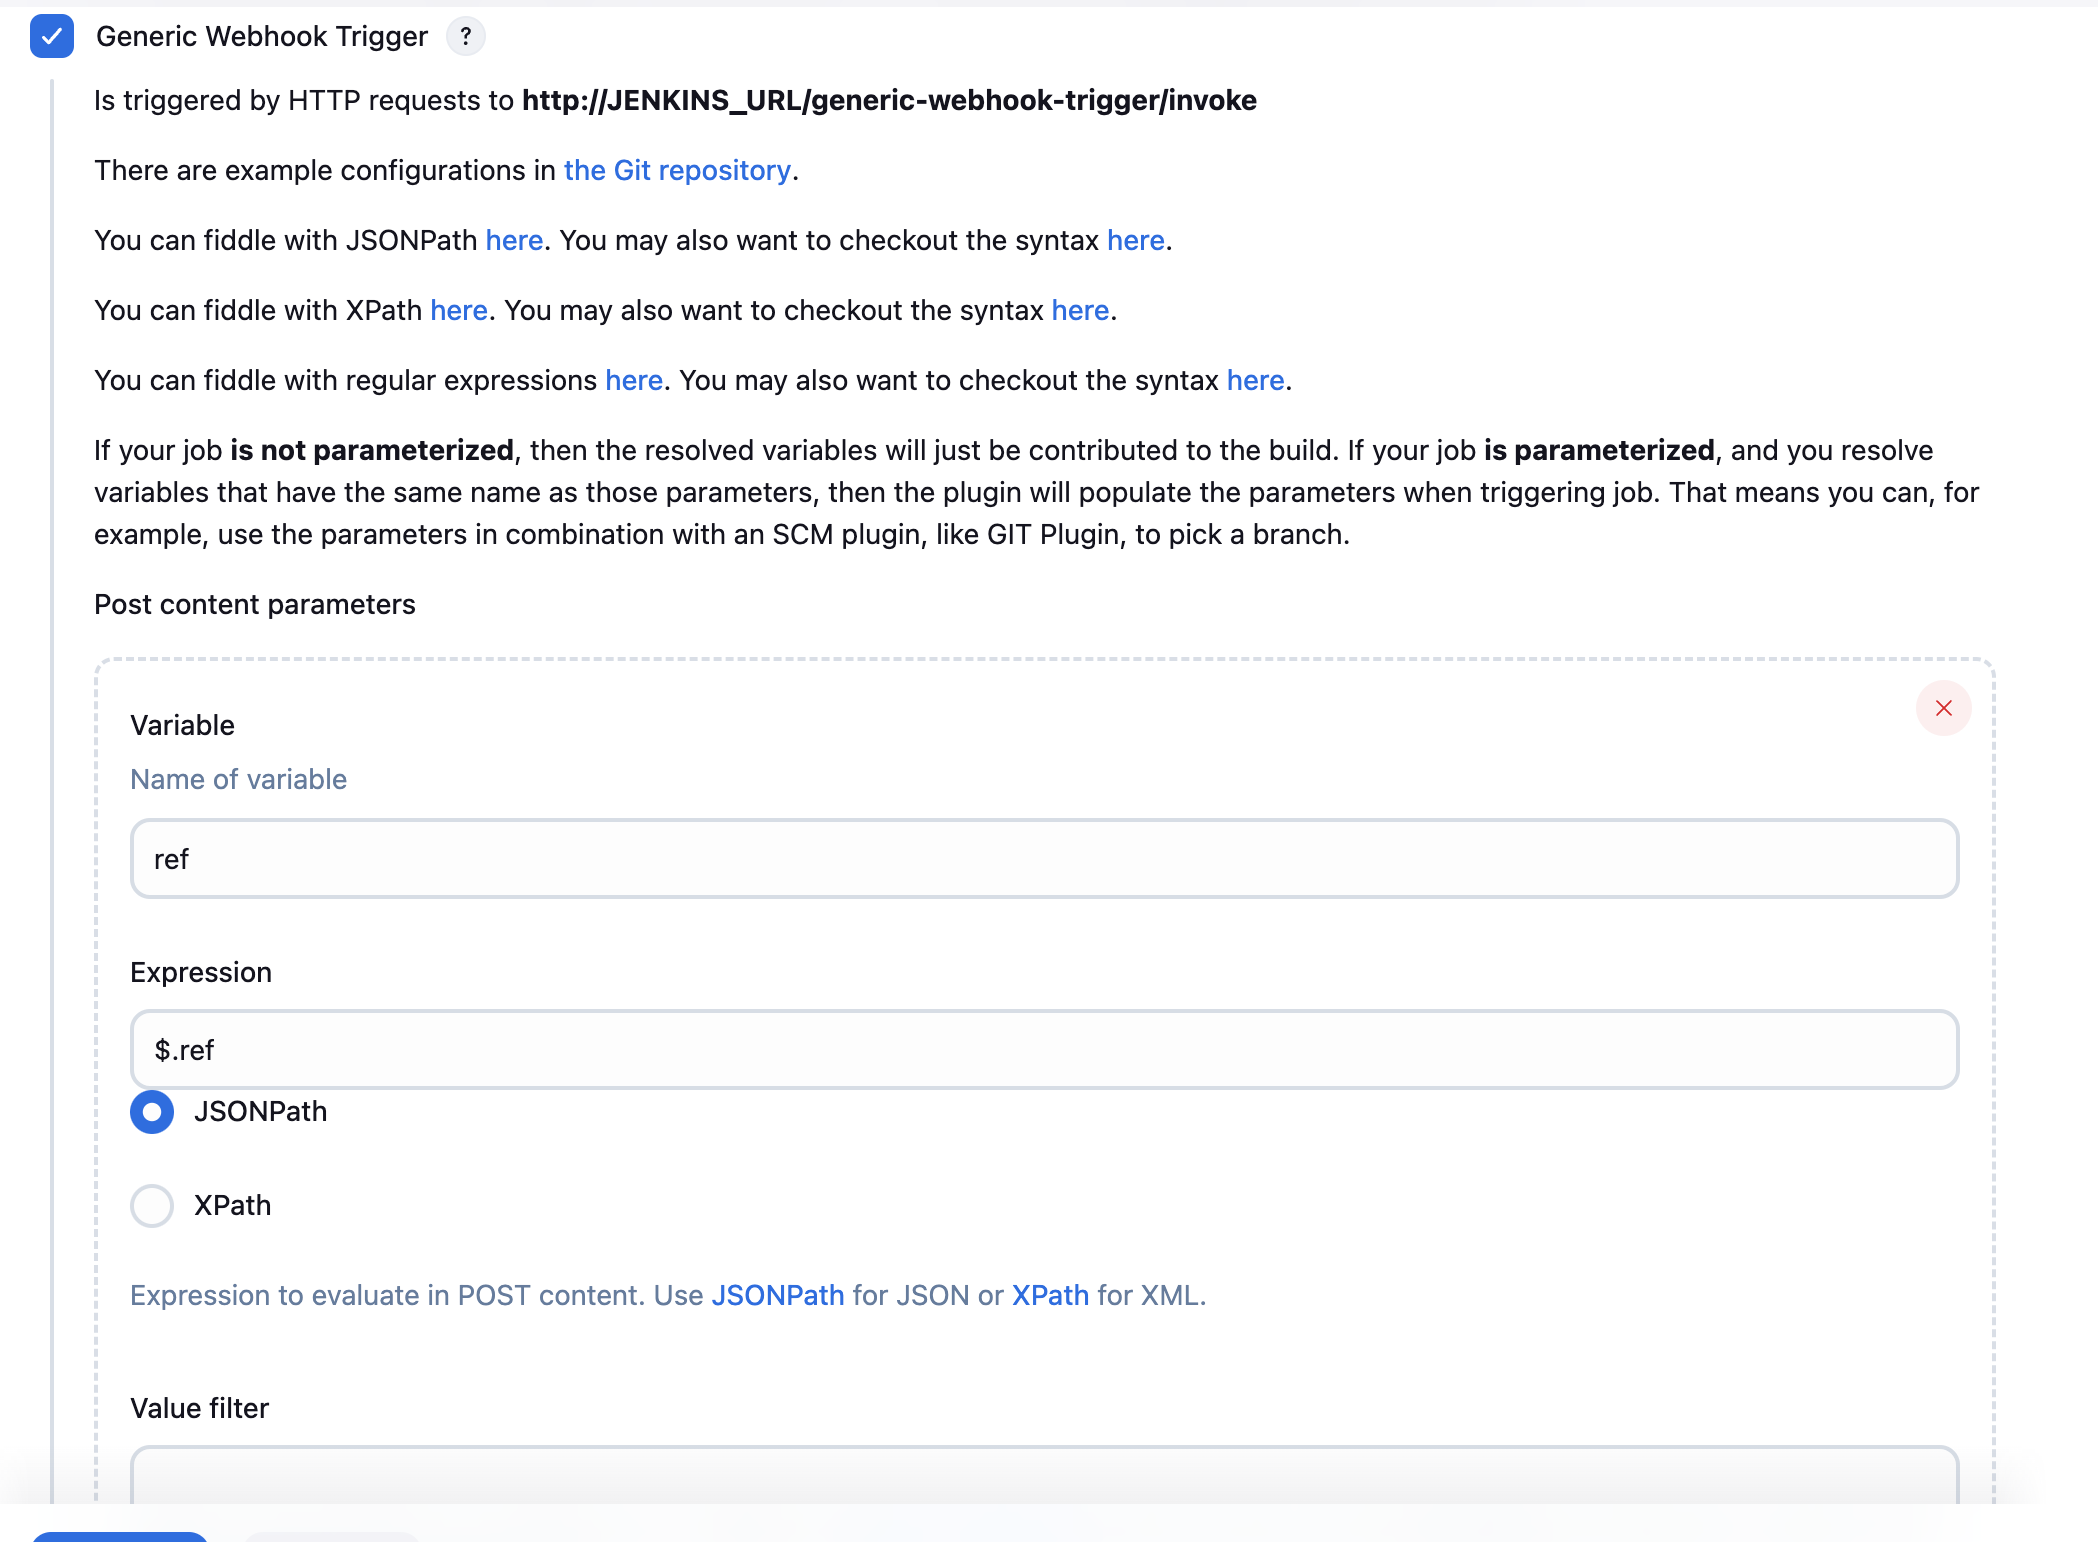 Generic Webhook Trigger ?
Is triggered by HTTP requests to http://JENKINS_URL/generic-webhook-trigger/invoke
There are example configurations in the Git repository.
You can fiddle with JSONPath here. You may also want to checkout the syntax here.
You can fiddle with XPath here. You may also want to checkout the syntax here.
You can fiddle with regular expressions here. You may also want to checkout the syntax here.
If your job is not parameterized, then the resolved variables will just be contributed to the build. If your job is parameterized, and you resolve
variables that have the same name as those parameters, then the plugin will populate the parameters when triggering job. That means you can, for
example, use the parameters in combination with an SCM plugin, like GIT Plugin, to pick a branch.
Post content parameters
Variable
Name of variable
ref
Expression
$.ref
JSONPath
XPath
Expression to evaluate in POST content. Use JSONPath for JSON or XPath for XML.
Value filter